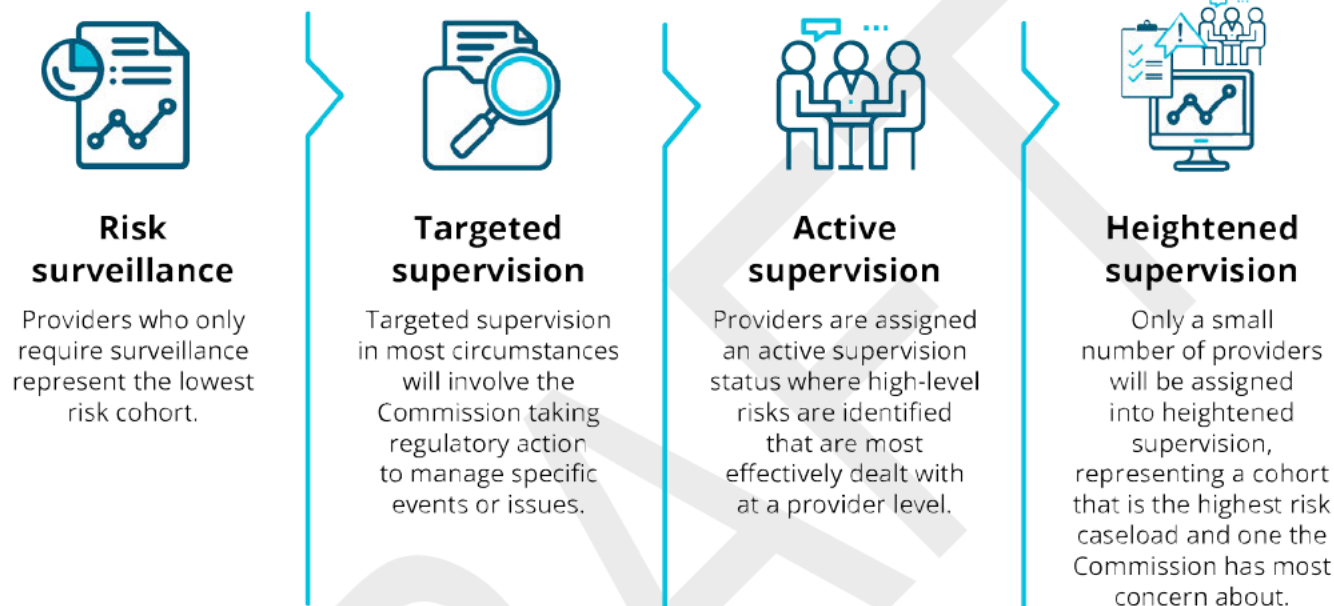 Risk
surveillance
Providers who only
require surveillance
represent the lowest
risk cohort.
Targeted
supervision
Targeted supervision
in most circumstances
will involve the
Commission taking
regulatory action
to manage specific
events or issues.
Active
supervision
Providers are assigned
an active supervision
status where high-level
risks are identified
that are most
effectively dealt with
at a provider level.
Heightened
supervision
Only a small
number of providers
will be assigned
into heightened
supervision,
representing a cohort
that is the highest risk
caseload and one the
Commission has most
concern about.
DRAFT